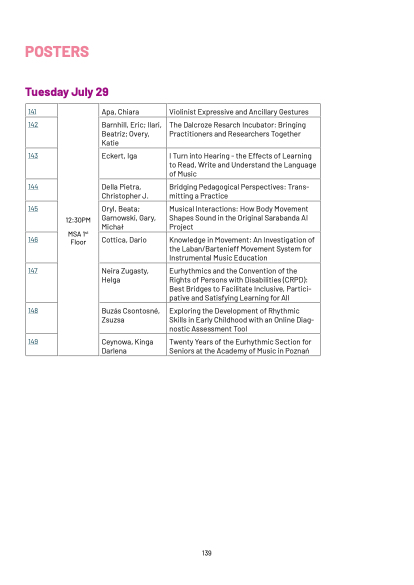 POSTERS
Tuesday July 29
141
Apa, Chiara
Violinist Expressive and Ancillary Gestures
142
Barnhill, Eric; Ilari,
Beatriz; Overy,
Katie
The Dalcroze Resarch Incubator: Bringing
Practitioners and Researchers Together
143
Eckert, Iga
I Turn into Hearing - the Effects of Learning
to Read, Write and Understand the Language
of Music
144
Della Pietra,
Christopher J.
Bridging Pedagogical Perspectives: Trans-
mitting a Practice
145
Oryl, Beata;
Garnowski, Gary,
Michał
Musical Interactions: How Body Movement
Shapes Sound in the Original Sarabanda AI
Project
12:30PM
MSA 1st
Floor
146
Cottica, Dario
Knowledge in Movement: An Investigation of
the Laban/Bartenieff Movement System for
Instrumental Music Education
147
Neira Zugasty,
Helga
Eurhythmics and the Convention of the
Rights of Persons with Disabilities (CRPD):
Best Bridges to Facilitate Inclusive, Partici-
pative and Satisfying Learning for All
148
Buzás Csontosné,
Zsuzsa
Exploring the Development of Rhythmic
Skills in Early Childhood with an Online Diag-
nostic Assessment Tool
149
Ceynowa, Kinga
Darlena
Twenty Years of the Eurhythmic Section for
Seniors at the Academy of Music in Poznań
139